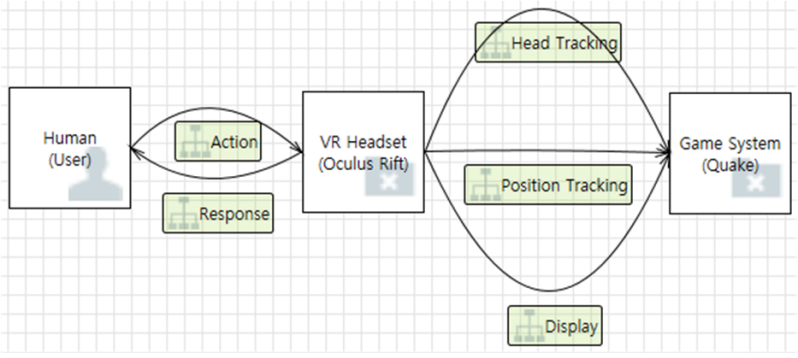 Human
(User)
Action
Response
VR Headset
(Oculus Rift)
Head Tracking
Position Tracking
Display
Game System
(Quake)